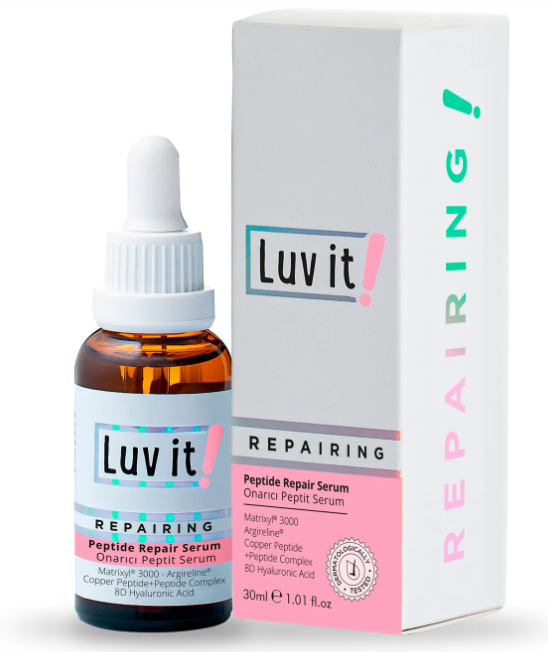 Luv it!
REPAIRING
Peptide Repair Serum
Onarıcı Peptit Serum
Matrixyl® 3000 - Argireline®
Copper Peptide+Peptide Complex
8D Hyaluronic Acid
Luv it!
REPAIRING
Peptide Repair Serum
Onarıcı Peptit Serum
Matrixyl® 3000
Argireline®
Copper Peptide
+Peptide Complex
8D Hyaluronic Acid
30ml ℮ 1.01 fl.oz
DERMATOLOGICALLY
TESTED
REPAIRING!